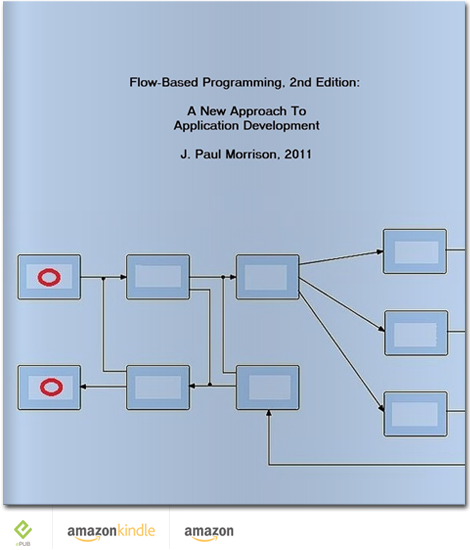 Flow-Based Programming, 2nd Edition:
A New Approach To
Application Development
J. Paul Morrison, 2011
ePUB
amazonkindle
amazon